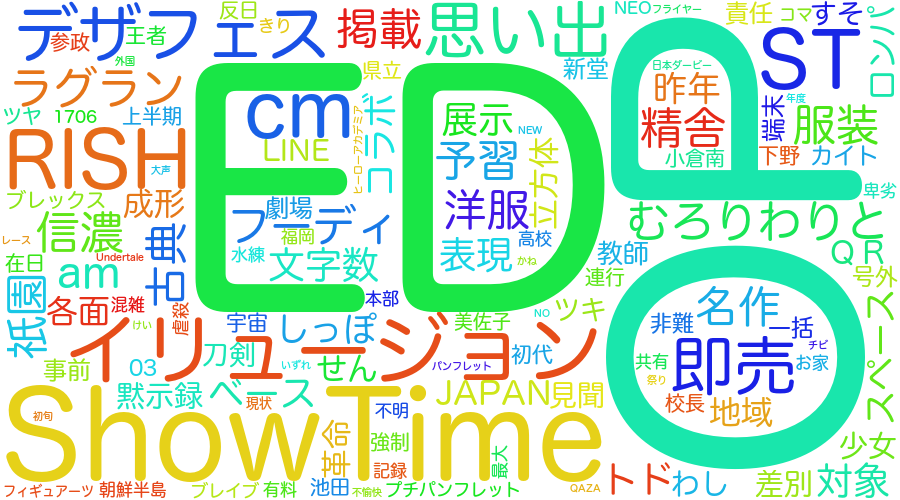 デザフェス
反日
きり
参政
王者
外国
ラグラン
ツヤ
1706
上半期
RISH
大声
ブレックス
成形
信濃
レース
Undertale
在日
am
古典
祇園
各面
混雑
虐殺
けい
イリュージョン
事前
03
刀剣
黙示録
ベース
現状
初旬
ShowTime
フィギュアーツ
朝鮮半島
ブレイブ
有料
池田
不愉快
プチパンフレット
革命
不明
強制
記録
最大
JAPAN
見聞
QAZA
ED
cm
掲載
県立
LINE
コラボ
ヒーローアカデミア
フーディ
劇場
福岡
水練
文字数
本部
宇宙
しっぽ
いずれ
せん
パンフレット
美佐子
NO
初代
ツキ
思い出
展示
NEW
予習
立方体
洋服
表現
高校
かね
教師
連行
新堂
NEO
フライヤー
責任
コマ
すそ
ロンパ
ST
日本ダービー
昨年
年度
精舎
端末
服装
小倉南
下野
カイト
卑劣
P
むろりわりと
QR
号外
O
名作
非難
一括
チビ
即売
共有
お家
祭り
校長
地域
スペース
少女
トド
わし
差別
対象